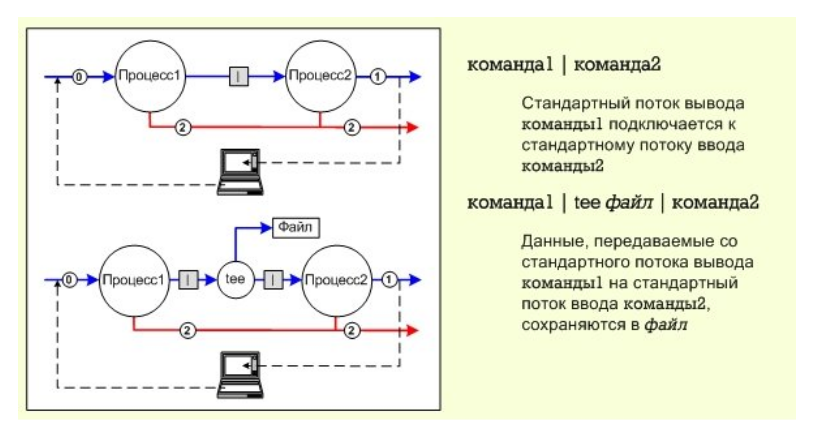 0
Процесс1
|
Процесс2
1
2
2
Файл
0
Процесс1
|
tee
|
Процесс2
1
2
2
команда1 | команда2
Стандартный поток вывода
команды1 подключается к
стандартному потоку ввода
команды2
команда1 | tee файл | команда2
Данные, передаваемые со
стандартного потока вывода
команды1 на стандартный
поток ввода команды2,
сохраняются в файл